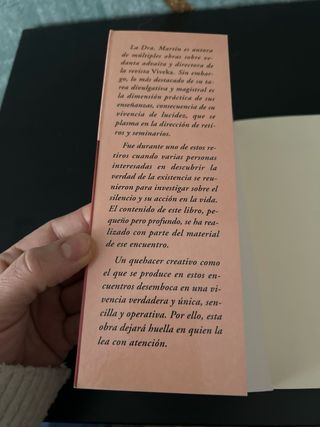 La Dra. Martín es autora
de múltiples obras sobre ve-
danta advaita y directora de
la revista Viveka. Sin embar-
go, lo más destacado de su ta-
rea divulgativa y magistral es
la dimensión práctica de sus
enseñanzas, consecuencia de su
vivencia de lucidez, que se
plasma en la dirección de reti-
ros y seminarios.
Fue durante uno de estos re-
tiros cuando varias personas
interesadas en descubrir la
verdad de la existencia se reu-
nieron para investigar sobre el
silencio y su acción en la vida.
El contenido de este libro, pe-
queño pero profundo, se ha rea-
lizado con parte del material
de ese encuentro.
Un quehacer creativo como
el que se produce en estos en-
cuentros desemboca en una vi-
vencia verdadera y única, sen-
cilla y operativa. Por ello, esta
obra dejará huella en quien la
lea con atención.